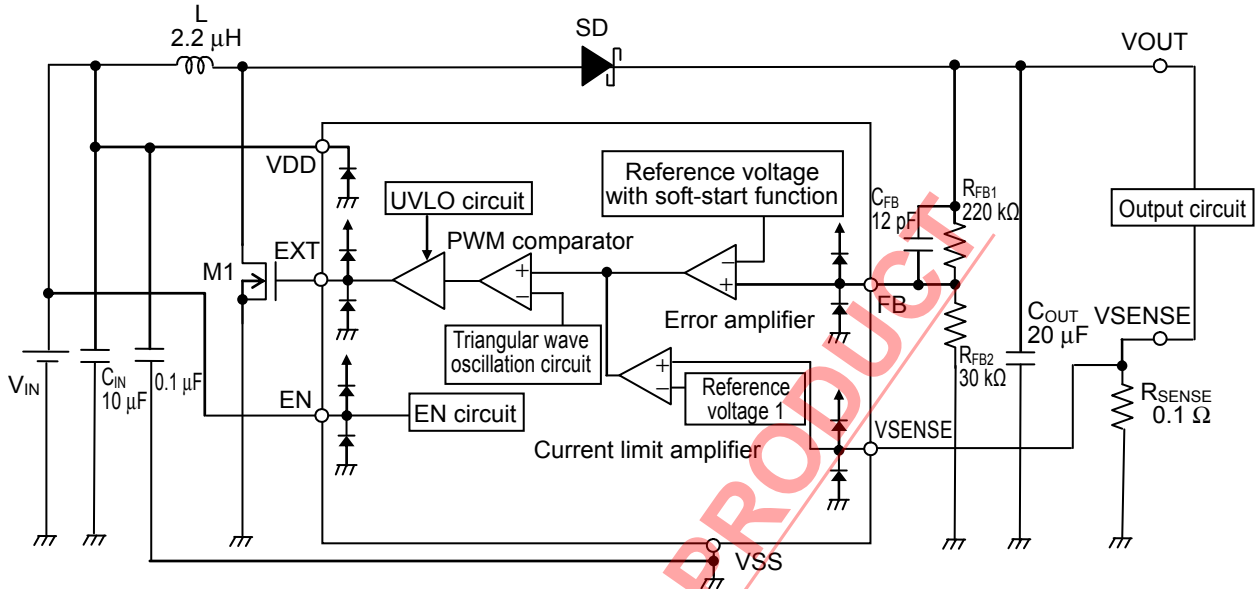 L
2.2 μH
SD
VOUT
VDD
UVLO circuit
Reference voltage
with soft-start function
CFB
12 pF
RFB1
220 kΩ
Output circuit
EXT
PWM comparator
M1
Error amplifier
FB
Triangular wave
oscillation circuit
RFB2
30 kΩ
COUT
20 μF
VSENSE
VIN
CIN
10 μF
0.1 μF
EN
EN circuit
Reference
voltage 1
Current limit amplifier
VSENSE
RSENSE
0.1 Ω
VSS
PRODUCT